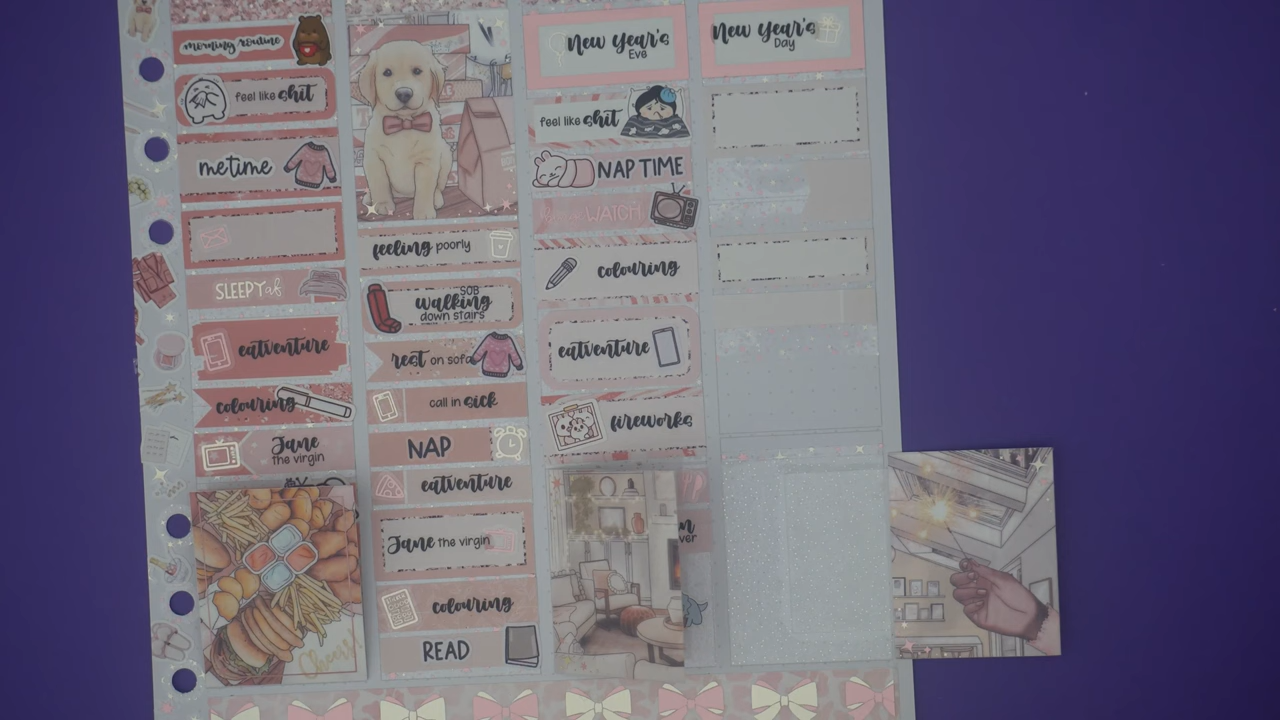 morning routine
feel like shit
me time
SLEEPY af
eatventure
colouring
Jane
the virgin
Cheers!
feeling poorly
SOB
walking
down stairs
rest on sofa
call in sick
NAP
eatventure
Jane the virgin
colouring
READ
New Year's
Eve
feel like shit
NAP TIME
WATCH
colouring
eatventure
fireworks
New Year's
Day